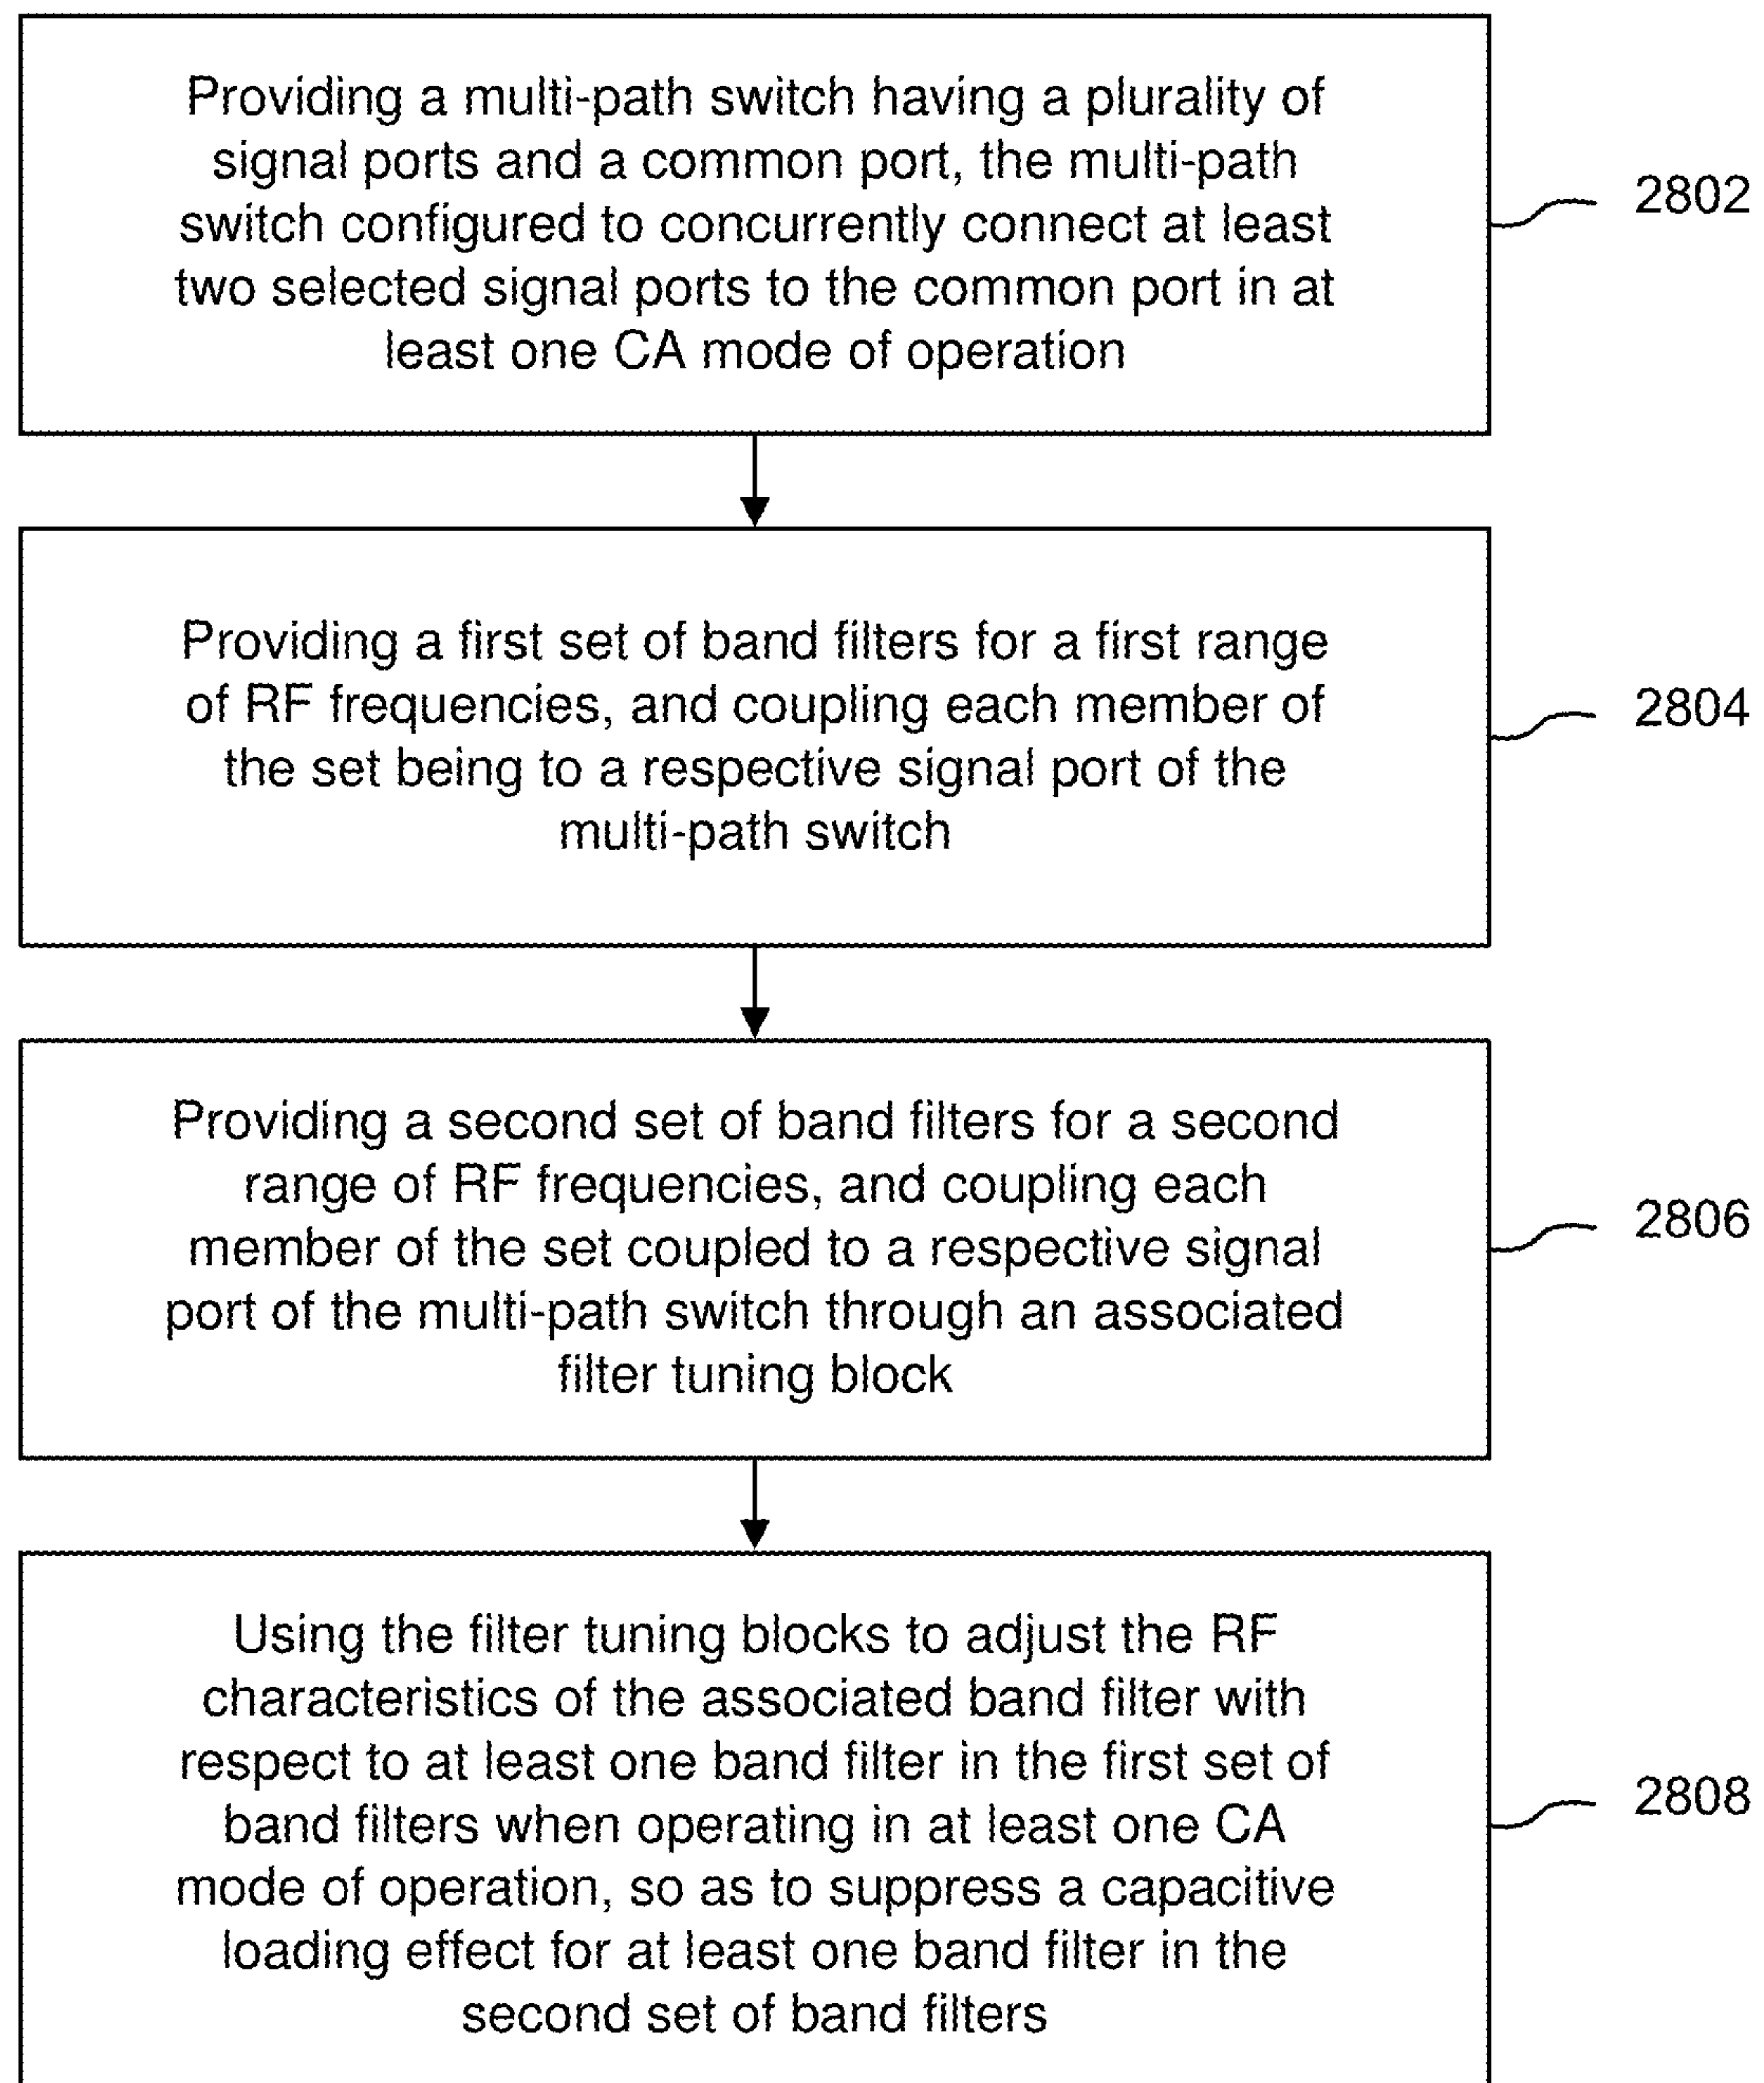 Providing a multi-path switch having a plurality of
signal ports and a common port, the multi-path
switch configured to concurrently connect at least
two selected signal ports to the common port in at
least one CA mode of operation
2802
Providing a first set of band filters for a first range
of RF frequencies, and coupling each member of
the set being to a respective signal port of the
multi-path switch
2804
Providing a second set of band filters for a second
range of RF frequencies, and coupling each
member of the set coupled to a respective signal
port of the multi-path switch through an associated
filter tuning block
2806
Using the filter tuning blocks to adjust the RF
characteristics of the associated band filter with
respect to at least one band filter in the first set of
band filters when operating in at least one CA
mode of operation, so as to suppress a capacitive
loading effect for at least one band filter in the
second set of band filters
2808